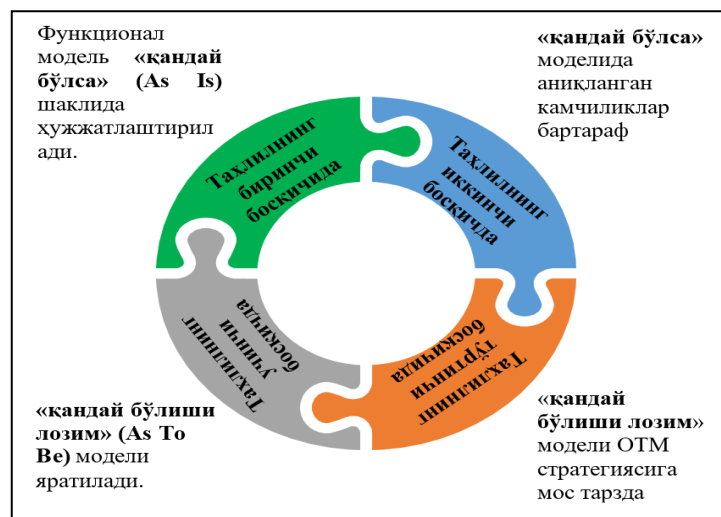 Функционал
модель «қандай
бўлса» (As Is)
шаклида
ҳужжатлаштирил
ади.
Таҳлилнинг
биринчи
босқичида
«қандай бўлса»
моделида
аниқланган
камчиликлар
бартараф
Таҳлилнинг
иккинчи
босқичда
«қандай бўлиши
лозим» (As To
Be) модели
яратилади.
Таҳлилнинг
учинчи
босқичда
«қандай
бўлиши лозим»
модели ОТМ
стратегиясига
мос тарзда
Таҳлилнинг
тўртинчи
босқичида